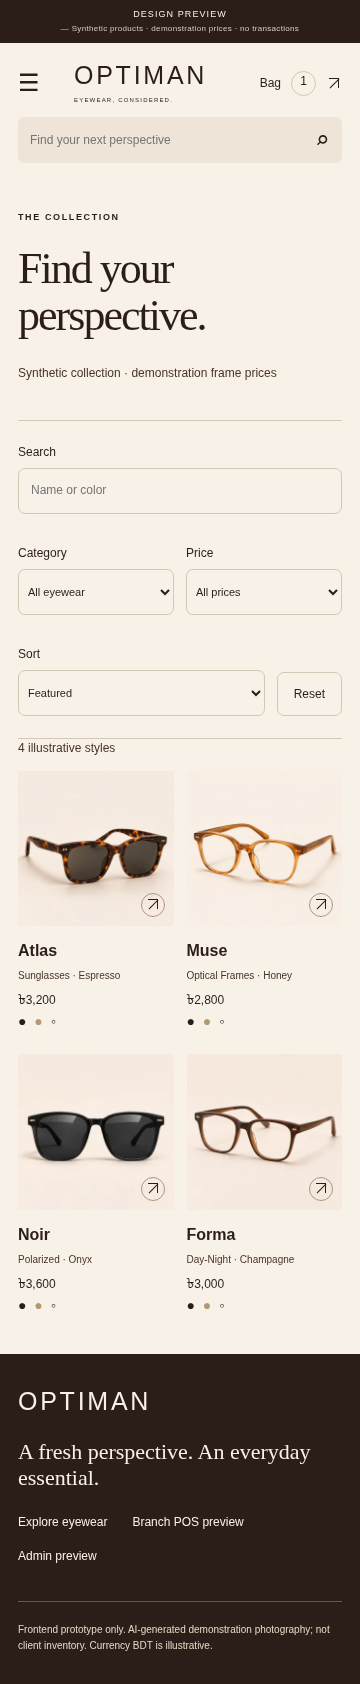 DESIGN PREVIEW
— Synthetic products · demonstration prices · no transactions
OPTIMAN
EYEWEAR, CONSIDERED.
Bag 1
Find your next perspective
THE COLLECTION
Find your
perspective.
Synthetic collection · demonstration frame prices
Search
Name or color
Category Price
All eyewear All prices
Sort
Featured Reset
4 illustrative styles
Atlas Muse
Sunglasses · Espresso Optical Frames · Honey
৳3,200 ৳2,800
Noir Forma
Polarized · Onyx Day-Night · Champagne
৳3,600 ৳3,000
OPTIMAN
A fresh perspective. An everyday
essential.
Explore eyewear Branch POS preview
Admin preview
Frontend prototype only. AI-generated demonstration photography; not
client inventory. Currency BDT is illustrative.